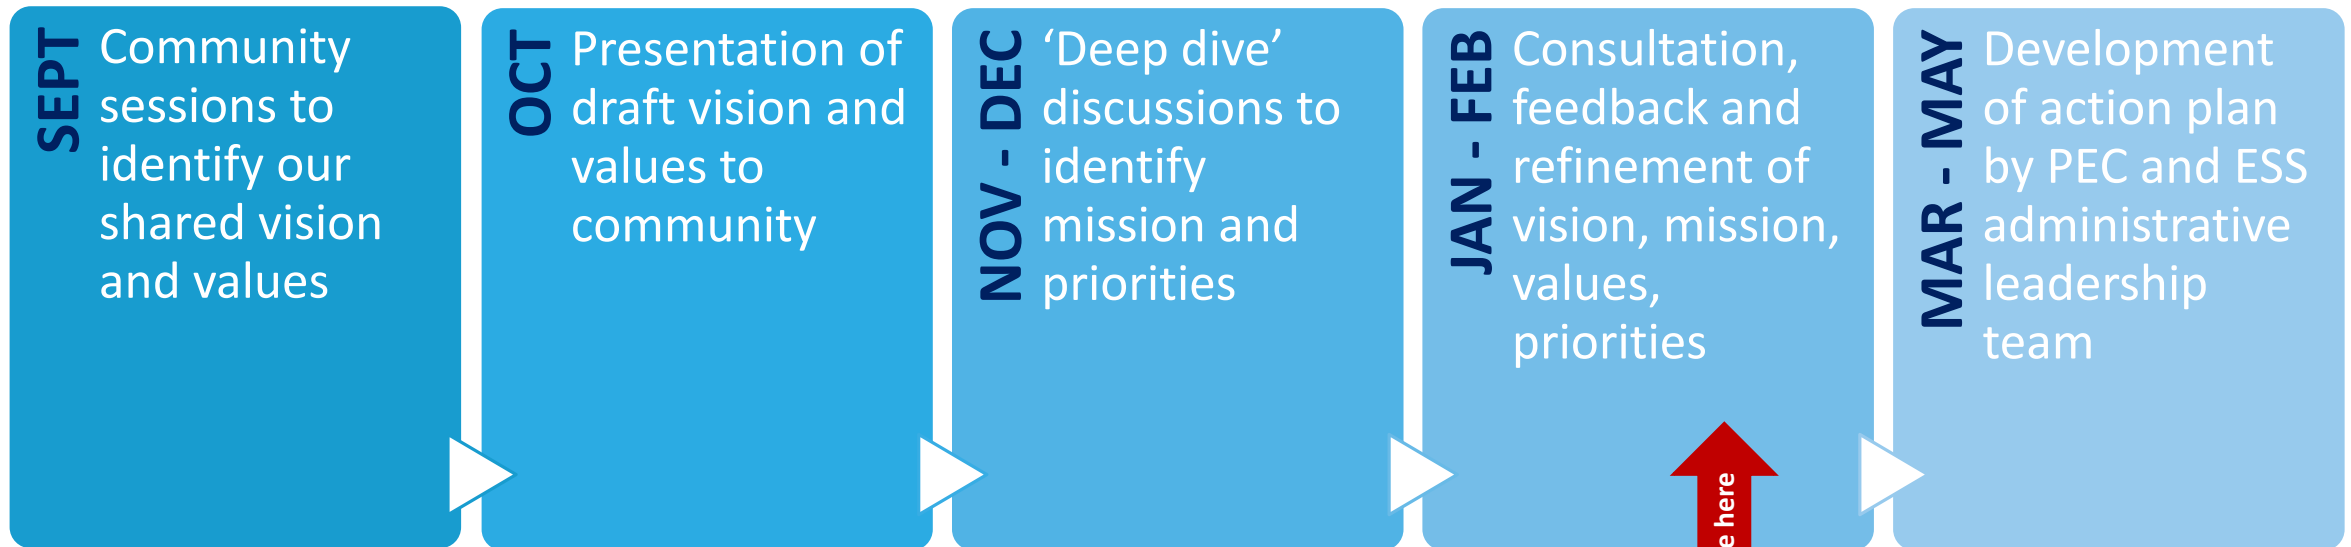 SEPT
Community
sessions to
identify our
shared vision
and values
OCT
Presentation of
draft vision and
values to
community
NOV - DEC
‘Deep dive’
discussions to
identify
mission and
priorities
JAN - FEB
Consultation,
feedback and
refinement of
vision, mission,
values,
priorities
here
MAR - MAY
Development
of action plan
by PEC and ESS
administrative
leadership
team